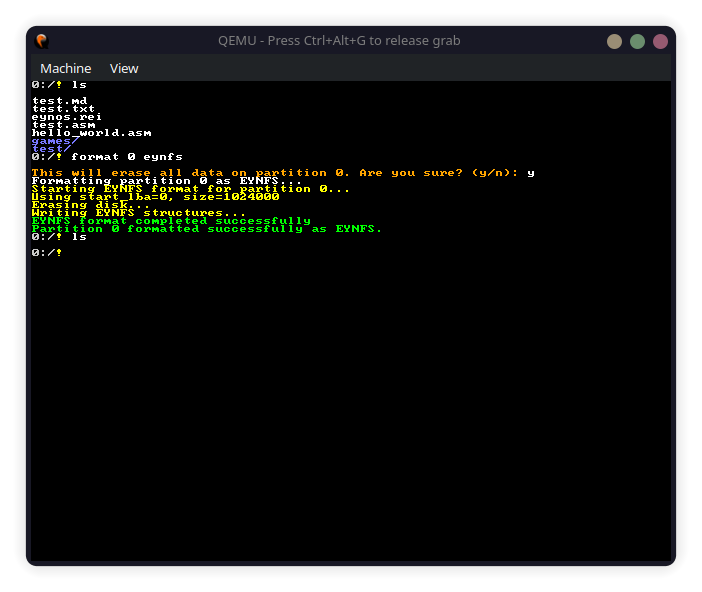 QEMU - Press Ctrl+Alt+G to release grab
Machine View
0:/! ls
test.md
test.txt
eynos.rei
test.asm
hello_world.asm
games/
test/
0:/! format 0 eynfs
This will erase all data on partition 0. Are you sure? (y/n): y
Formatting partition 0 as EYNFS...
Starting EYNFS format for partition 0...
Using start_lba=0, size=1024000
Erasing disk...
Writing EYNFS structures...
EYNFS format completed successfully
Partition 0 formatted successfully as EYNFS.
0:/! ls
0:/!